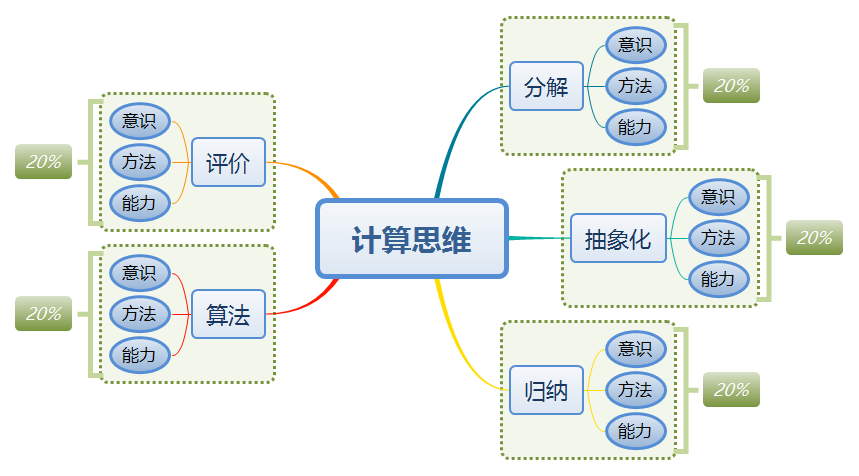 计算思维
分解
意识
方法
能力
20%
抽象化
意识
方法
能力
20%
归纳
意识
方法
能力
20%
评价
意识
方法
能力
20%
算法
意识
方法
能力
20%